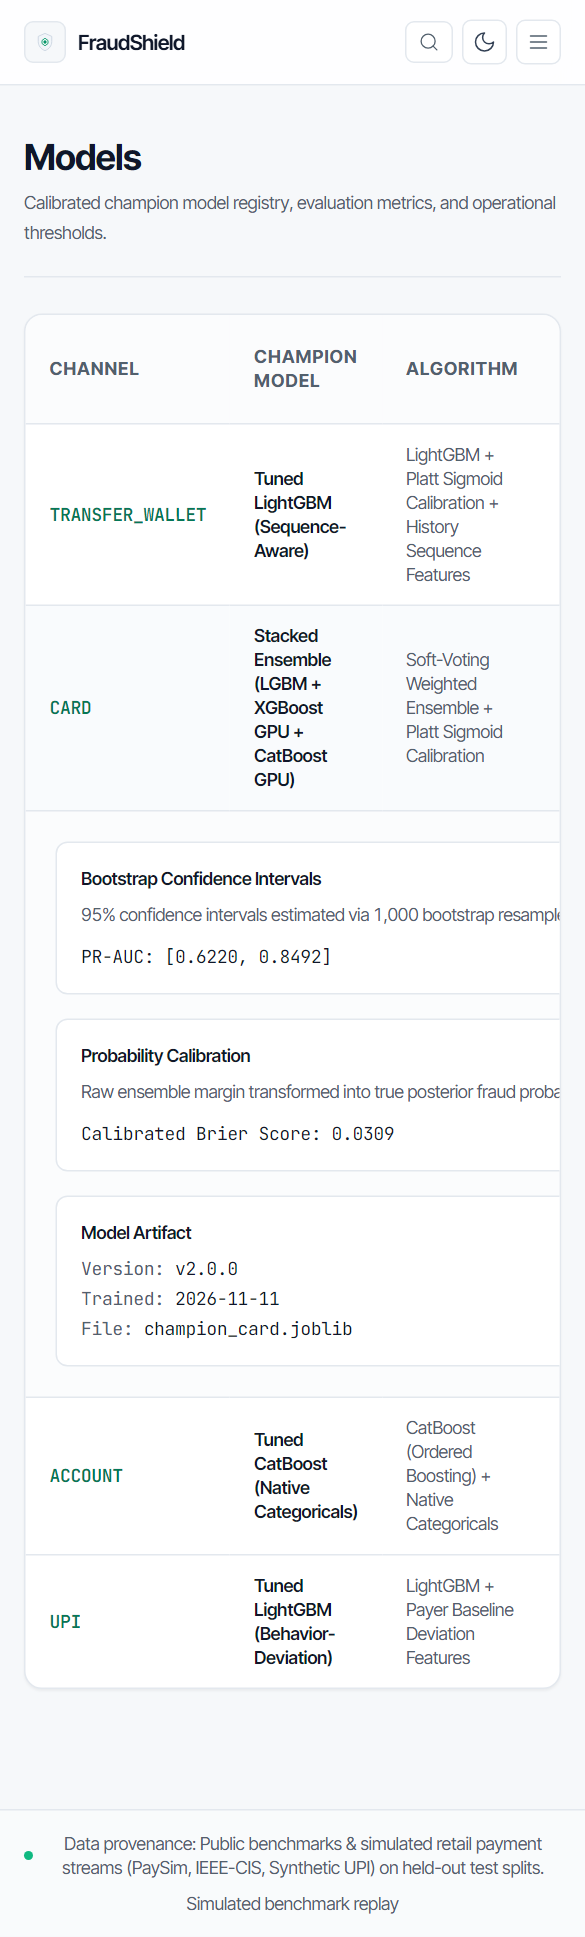 FraudShield
Models
Calibrated champion model registry, evaluation metrics, and operational
thresholds.
CHANNEL
CHAMPION
MODEL
ALGORITHM
TRANSFER_WALLET
Tuned
LightGBM
(Sequence-
Aware)
LightGBM +
Platt Sigmoid
Calibration +
History
Sequence
Features
CARD
Stacked
Ensemble
(LGBM +
XGBoost
GPU +
CatBoost
GPU)
Soft-Voting
Weighted
Ensemble +
Platt Sigmoid
Calibration
Bootstrap Confidence Intervals
95% confidence intervals estimated via 1,000 bootstrap resample
PR-AUC: [0.6220, 0.8492]
Probability Calibration
Raw ensemble margin transformed into true posterior fraud proba
Calibrated Brier Score: 0.0309
Model Artifact
Version: v2.0.0
Trained: 2026-11-11
File: champion_card.joblib
ACCOUNT
Tuned
CatBoost
(Native
Categoricals)
CatBoost
(Ordered
Boosting) +
Native
Categoricals
UPI
Tuned
LightGBM
(Behavior-
Deviation)
LightGBM +
Payer Baseline
Deviation
Features
Data provenance: Public benchmarks & simulated retail payment
streams (PaySim, IEEE-CIS, Synthetic UPI) on held-out test splits.
Simulated benchmark replay